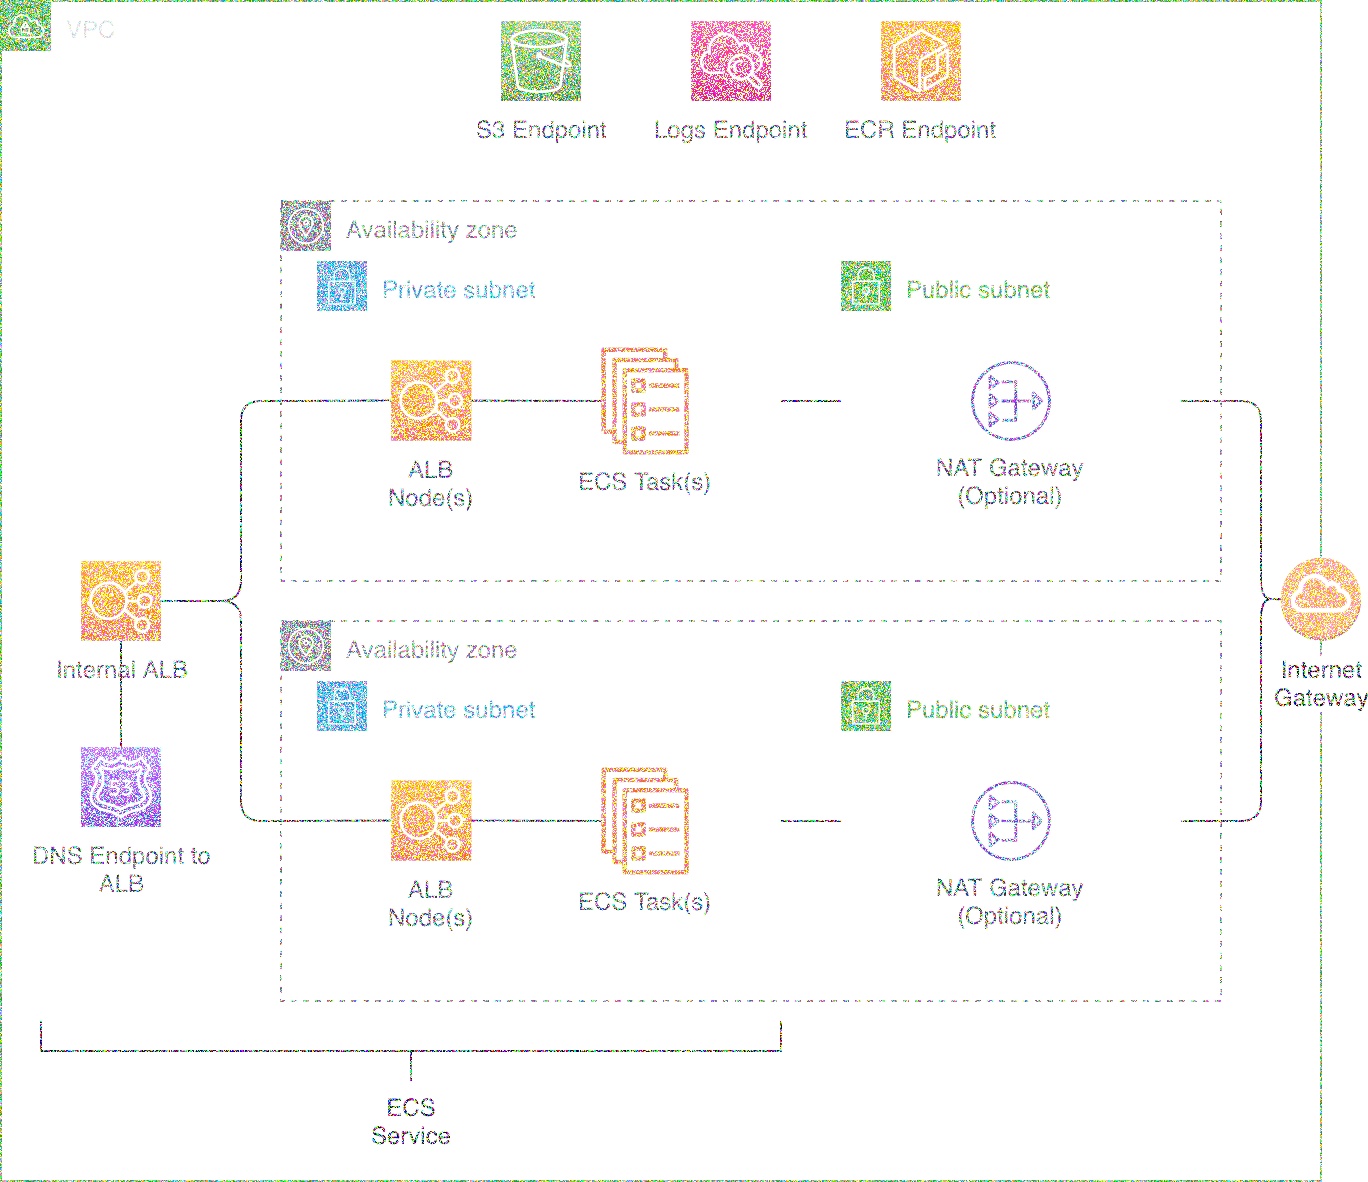 VPC
S3 Endpoint
Logs Endpoint
ECR Endpoint
Availability zone
Private subnet
Public subnet
ALB
Node(s)
ECS Task(s)
NAT Gateway
(Optional)
Internal ALB
Internet
Gateway
Availability zone
Private subnet
Public subnet
53
DNS Endpoint to
ALB
ALB
Node(s)
ECS Task(s)
NAT Gateway
(Optional)
ECS
Service